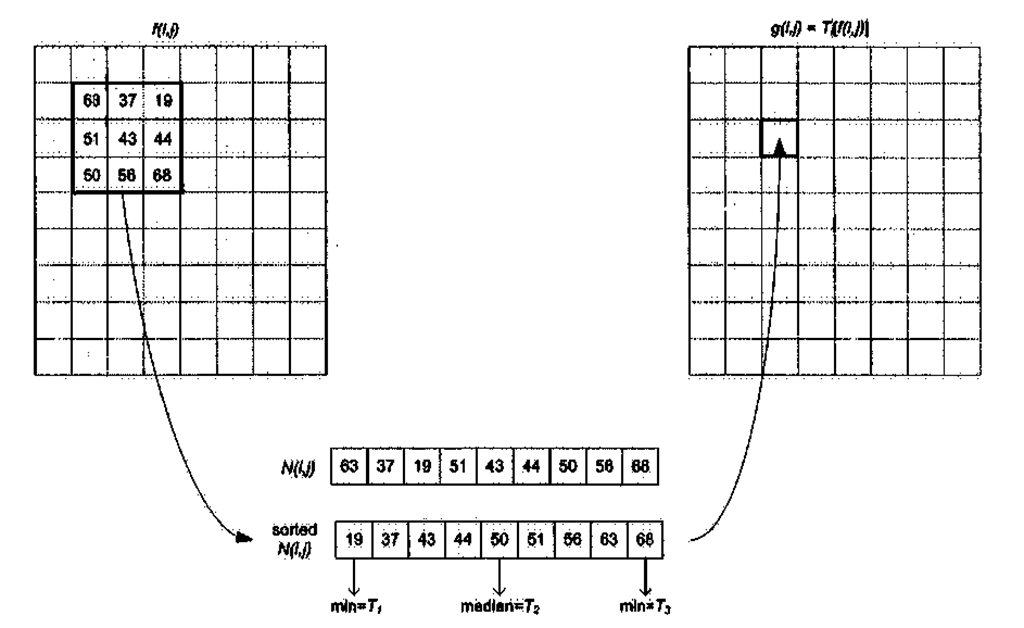 f(i,j)
g(i,j) = T[f(i,j)]
63 37 19
51 43 44
50 56 68
N(i,j) 63 37 19 51 43 44 50 56 68
sorted
N(i,j)
19 37 43 44 50 51 56 63 68
min=T₁ median=T₂ min=T₃